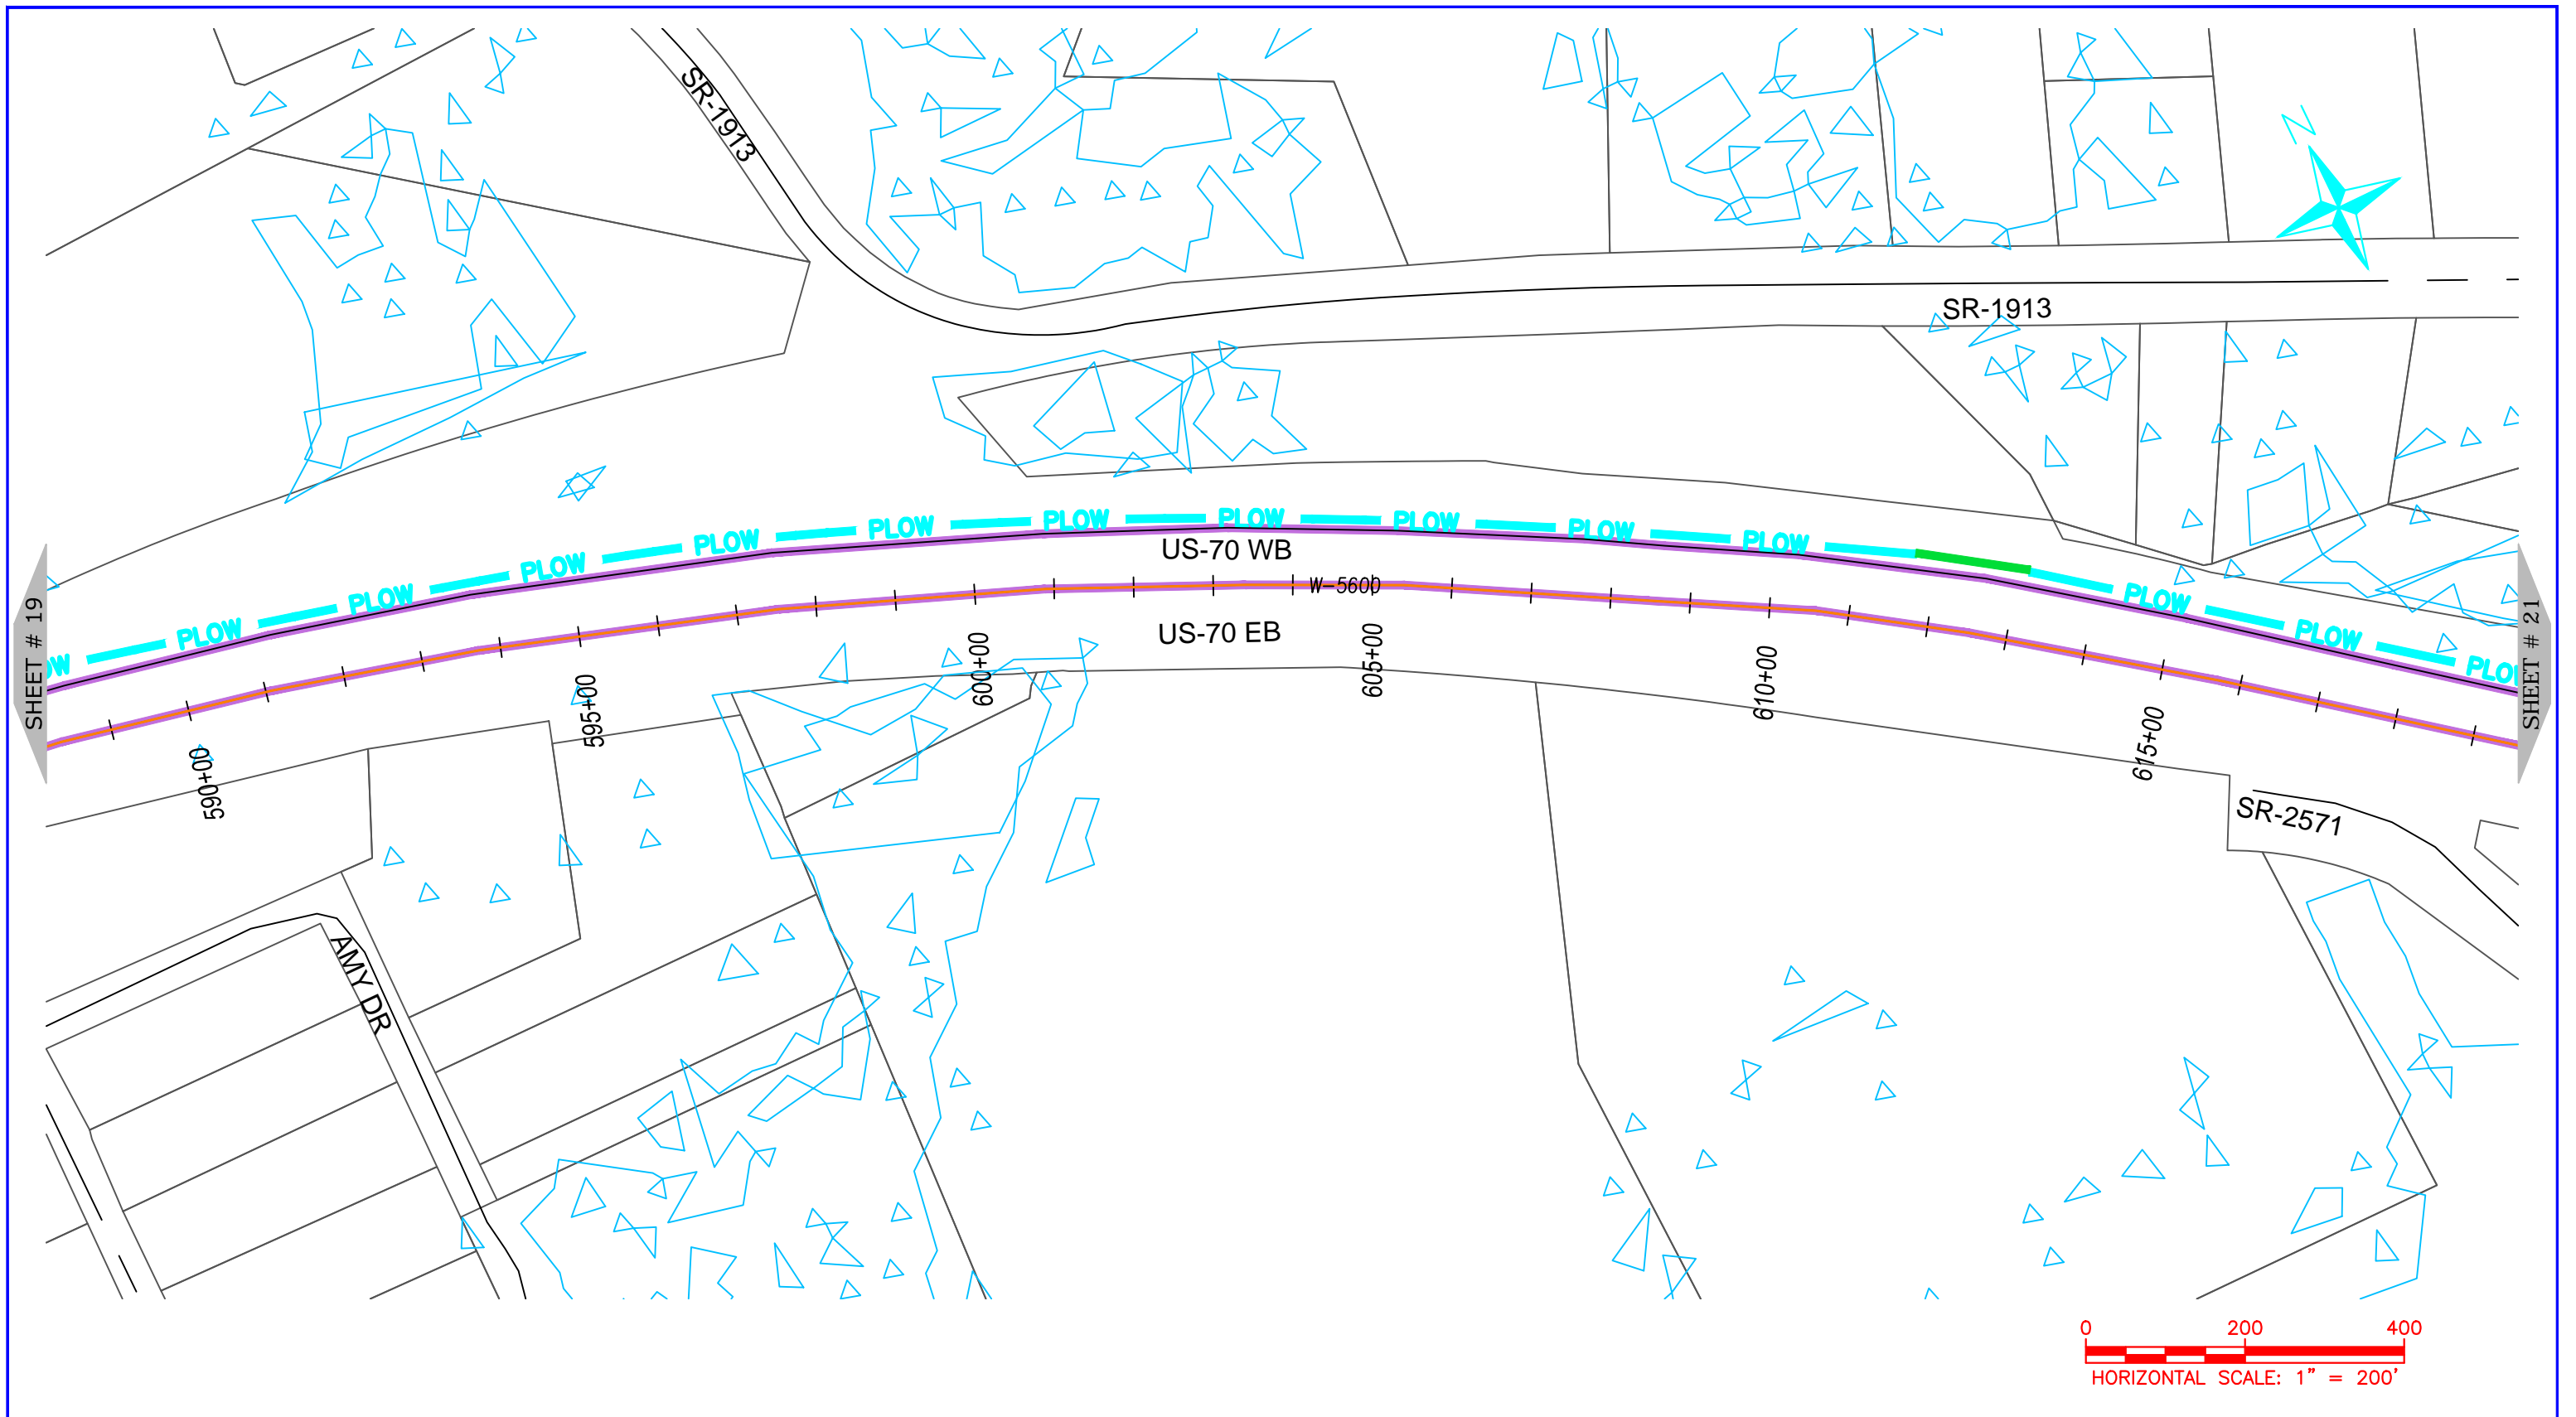 SR-1913
N
SR-1913
PLOW PLOW PLOW PLOW PLOW PLOW PLOW PLOW PLOW PLOW PLOW PLOW
US-70 WB
W-5600
US-70 EB
SHEET # 19
SHEET # 21
590+00
595+00
600+00
605+00
610+00
615+00
SR-2571
AMY DR
0 200 400
HORIZONTAL SCALE: 1" = 200'